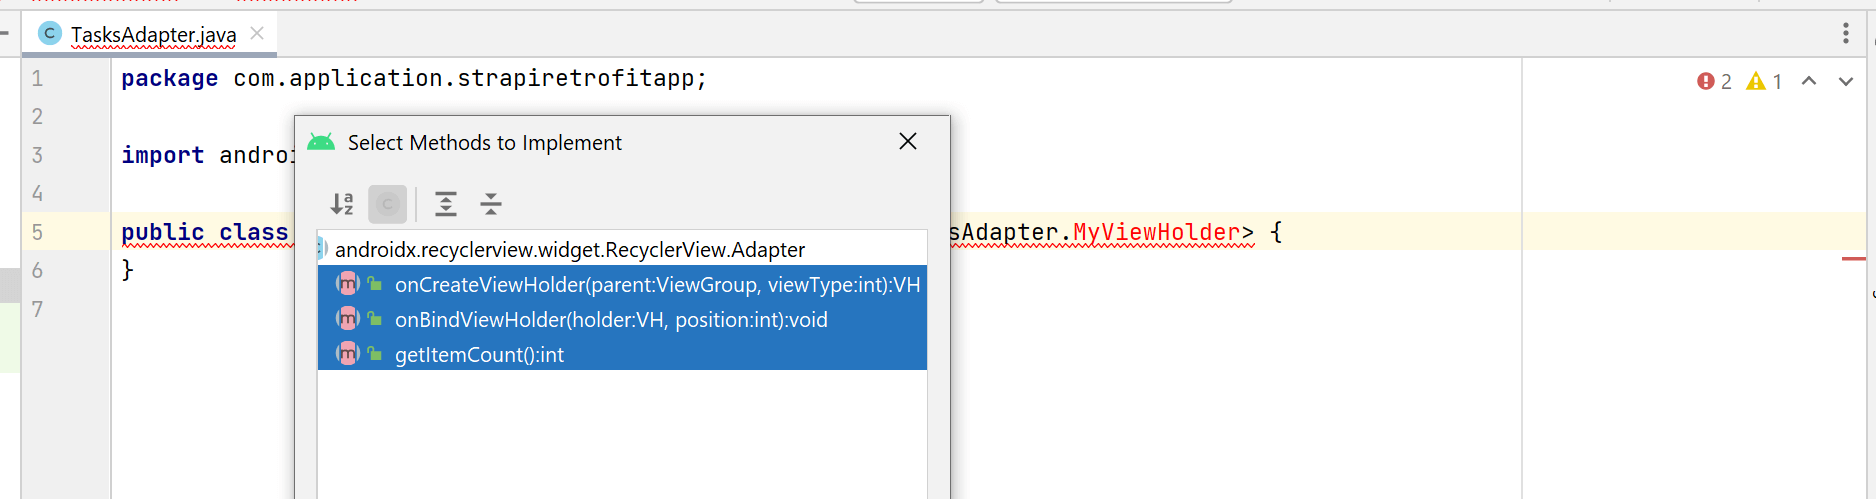 TasksAdapter.java
1 package com.application.strapiretrofitapp;
2 1
2
3 import androi
4
5 public class sAdapter.MyViewHolder> {
6 }
7
Select Methods to Implement
androidx.recyclerview.widget.RecyclerView.Adapter
onCreateViewHolder(parent:ViewGroup, viewType:int):VH
onBindViewHolder(holder:VH, position:int):void
getItemCount():int